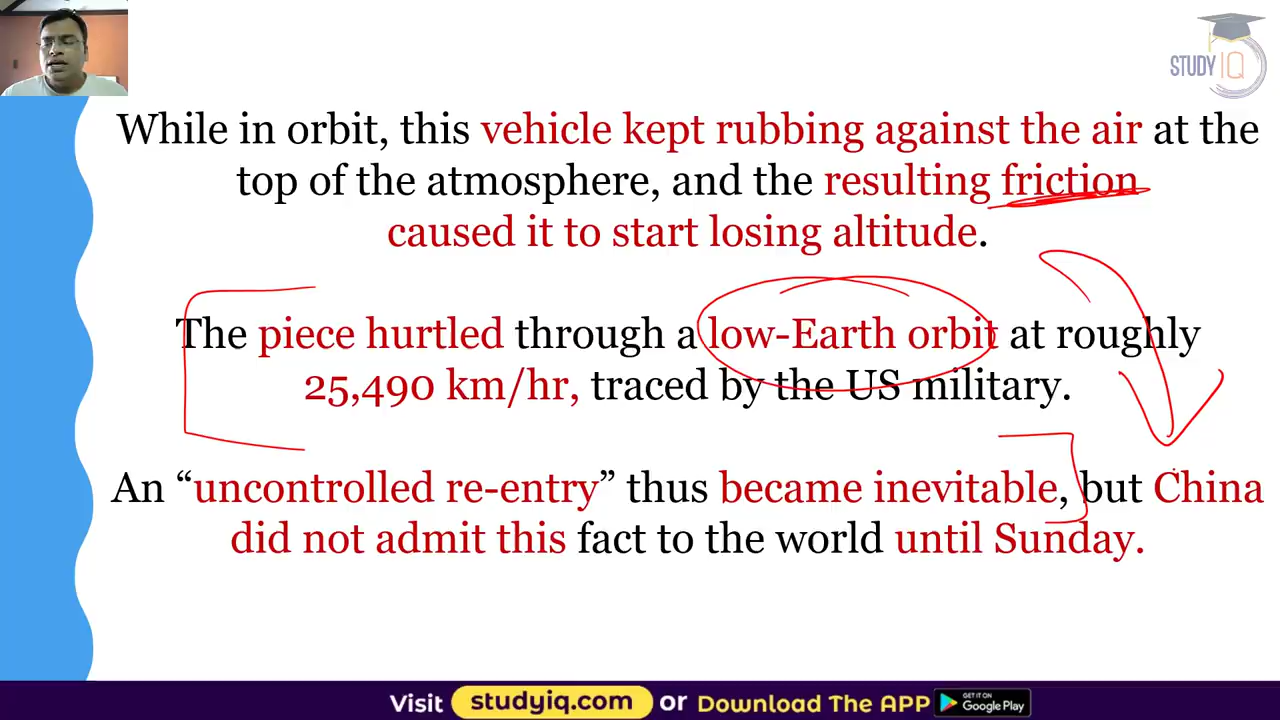 STUDY IQ
While in orbit, this vehicle kept rubbing against the air at the
top of the atmosphere, and the resulting friction
caused it to start losing altitude.
The piece hurtled through a low-Earth orbit at roughly
25,490 km/hr, traced by the US military.
An “uncontrolled re-entry” thus became inevitable, but China
did not admit this fact to the world until Sunday.
Visit studyiq.com or Download The APP GET IT ON Google Play